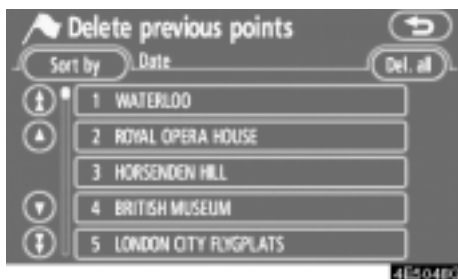 Delete previous points
Sort by Date Del. all
1 WATERLOO
2 ROYAL OPERA HOUSE
3 HORSENDEN HILL
4 BRITISH MUSEUM
5 LONDON CITY FLYGPLATS
4E504BC